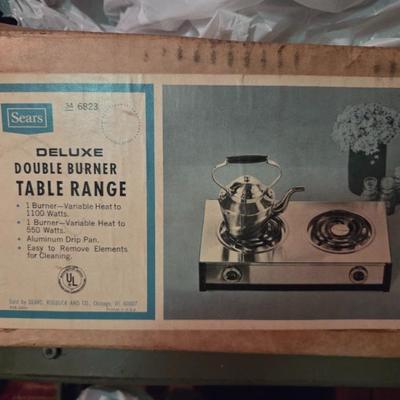 Sears
34 6823
DELUXE
DOUBLE BURNER
TABLE RANGE
• 1 Burner—Variable Heat to
1100 Watts.
• 1 Burner—Variable Heat to
550 Watts.
• Aluminum Drip Pan.
• Easy to Remove Elements
for Cleaning.
UL
Sold by SEARS, ROEBUCK AND CO., Chicago, Ill. 60607
Printed in U.S.A.